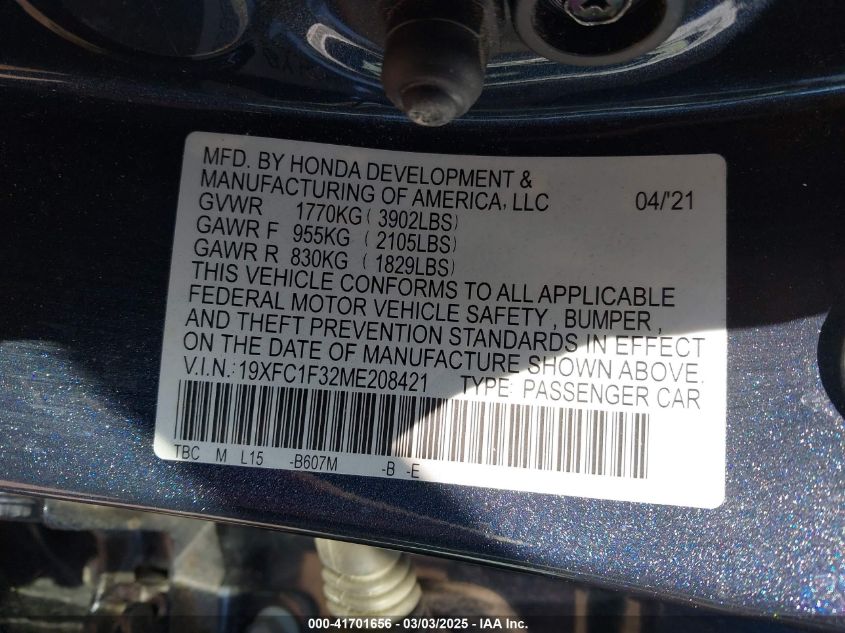 MFD. BY HONDA DEVELOPMENT &
MANUFACTURING OF AMERICA, LLC 04/'21
GVWR 1770KG ( 3902LBS)
GAWR F 955KG ( 2105LBS)
GAWR R 830KG ( 1829LBS)
THIS VEHICLE CONFORMS TO ALL APPLICABLE
FEDERAL MOTOR VEHICLE SAFETY , BUMPER ,
AND THEFT PREVENTION STANDARDS IN EFFECT
ON THE DATE OF MANUFACTURE SHOWN ABOVE.
V.I.N.: 19XFC1F32ME208421 TYPE: PASSENGER CAR
TBC M L15 -B607M -B -E
000-41701656 - 03/03/2025 - IAA Inc.